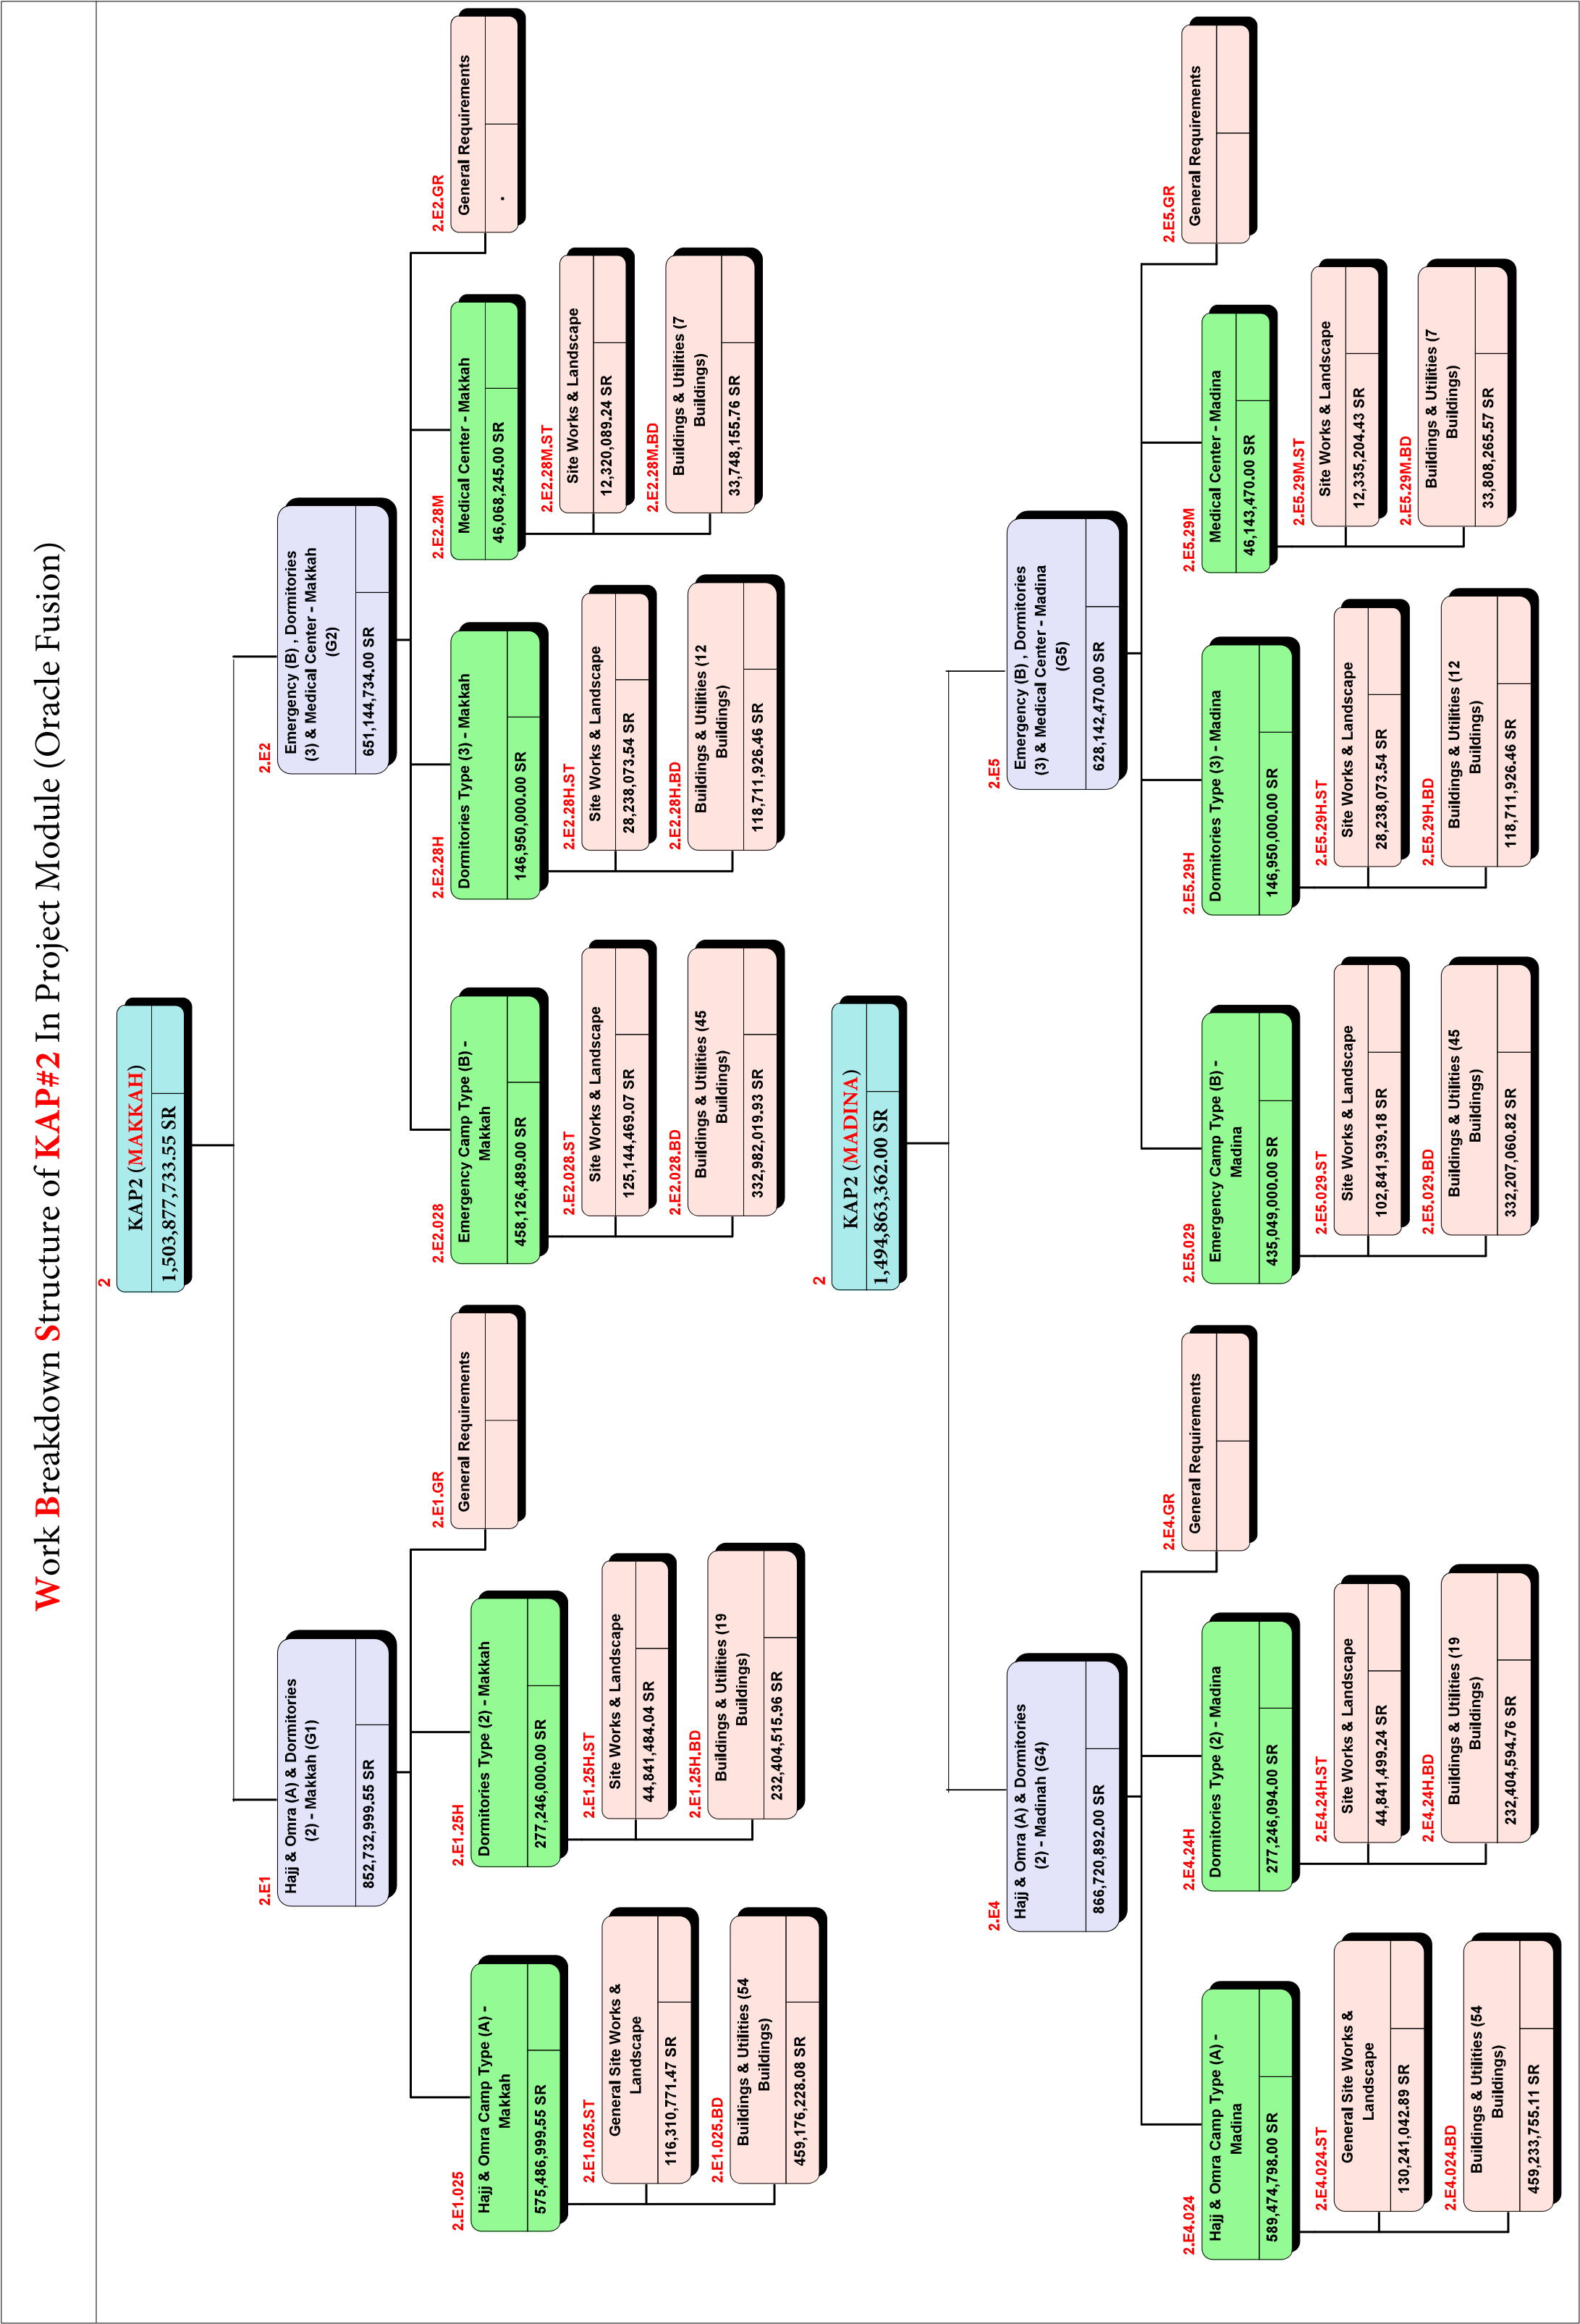 Work Breakdown Structure of KAP#2 In Project Module (Oracle Fusion)
2
KAP2 (MAKKAH)
1,503,877,733.55 SR
2.E1
Hajj & Omra (A) & Dormitories
(2) - Makkah (G1)
852,732,999.55 SR
2.E2
Emergency (B) , Dormitories
(3) & Medical Center - Makkah
(G2)
651,144,734.00 SR
2.E1.025
Hajj & Omra Camp Type (A) -
Makkah
575,486,999.55 SR
2.E1.025.ST
General Site Works &
Landscape
116,310,771.47 SR
2.E1.025.BD
Buildings & Utilities (54
Buildings)
459,176,228.08 SR
2.E1.25H
Dormitories Type (2) - Makkah
277,246,000.00 SR
2.E1.25H.ST
Site Works & Landscape
44,841,484.04 SR
2.E1.25H.BD
Buildings & Utilities (19
Buildings)
232,404,515.96 SR
2.E1.GR
General Requirements
2.E2.028
Emergency Camp Type (B) -
Makkah
458,126,489.00 SR
2.E2.028.ST
Site Works & Landscape
125,144,469.07 SR
2.E2.028.BD
Buildings & Utilities (45
Buildings)
332,982,019.93 SR
2.E2.28H
Dormitories Type (3) - Makkah
146,950,000.00 SR
2.E2.28H.ST
Site Works & Landscape
28,238,073.54 SR
2.E2.28H.BD
Buildings & Utilities (12
Buildings)
118,711,926.46 SR
2.E2.28M
Medical Center - Makkah
46,068,245.00 SR
2.E2.28M.ST
Site Works & Landscape
12,320,089.24 SR
2.E2.28M.BD
Buildings & Utilities (7
Buildings)
33,748,155.76 SR
2.E2.GR
General Requirements
.
2
KAP2 (MADINA)
1,494,863,362.00 SR
2.E4
Hajj & Omra (A) & Dormitories
(2) - Madinah (G4)
866,720,892.00 SR
2.E5
Emergency (B) , Dormitories
(3) & Medical Center - Madina
(G5)
628,142,470.00 SR
2.E4.024
Hajj & Omra Camp Type (A) -
Madina
589,474,798.00 SR
2.E4.024.ST
General Site Works &
Landscape
130,241,042.89 SR
2.E4.024.BD
Buildings & Utilities (54
Buildings)
459,233,755.11 SR
2.E4.24H
Dormitories Type (2) - Madina
277,246,094.00 SR
2.E4.24H.ST
Site Works & Landscape
44,841,499.24 SR
2.E4.24H.BD
Buildings & Utilities (19
Buildings)
232,404,594.76 SR
2.E4.GR
General Requirements
2.E5.029
Emergency Camp Type (B) -
Madina
435,049,000.00 SR
2.E5.029.ST
Site Works & Landscape
102,841,939.18 SR
2.E5.029.BD
Buildings & Utilities (45
Buildings)
332,207,060.82 SR
2.E5.29H
Dormitories Type (3) - Madina
146,950,000.00 SR
2.E5.29H.ST
Site Works & Landscape
28,238,073.54 SR
2.E5.29H.BD
Buildings & Utilities (12
Buildings)
118,711,926.46 SR
2.E5.29M
Medical Center - Madina
46,143,470.00 SR
2.E5.29M.ST
Site Works & Landscape
12,335,204.43 SR
2.E5.29M.BD
Buildings & Utilities (7
Buildings)
33,808,265.57 SR
2.E5.GR
General Requirements